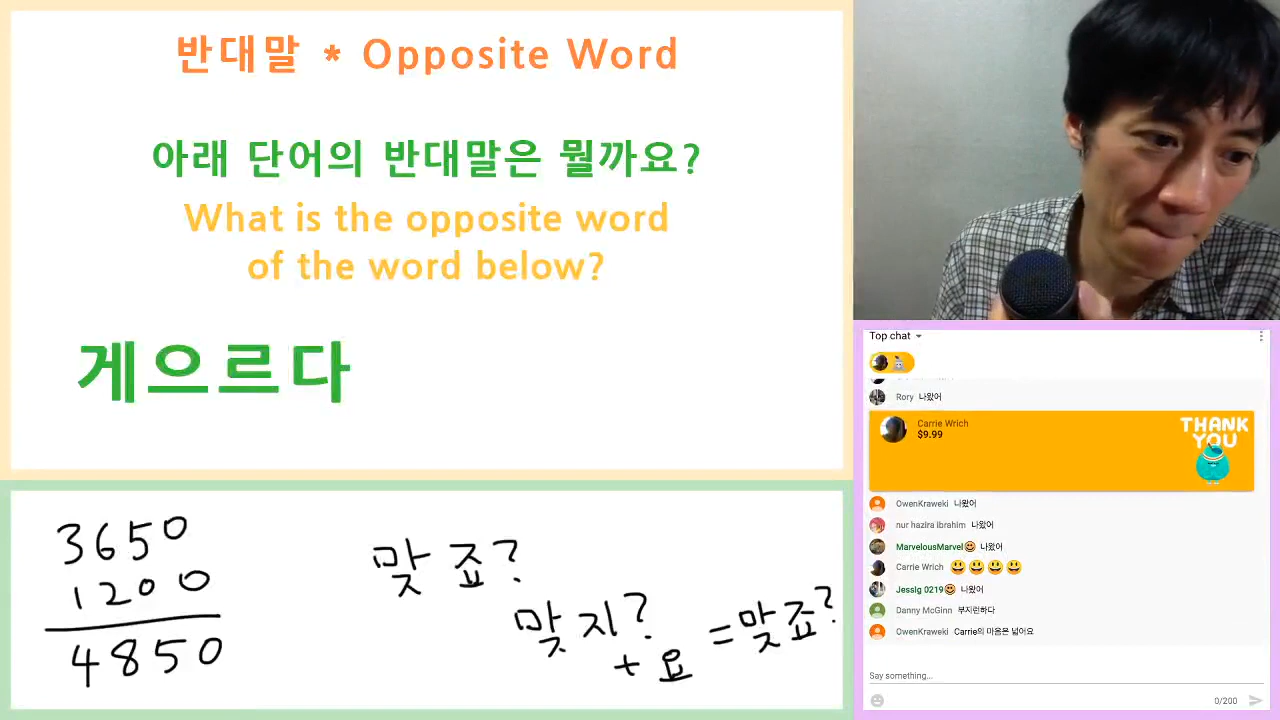 반대말 * Opposite Word
아래 단어의 반대말은 뭘까요?
What is the opposite word
of the word below?
게으르다
3650
1200
4850
맞죠?
맞지?
+요
=맞죠?
Top chat
Rory 나왔어
Carrie Wrich
$9.99
THANK
YOU
OwenKraweki 나왔어
nur hazira ibrahim 나왔어
MarvelousMarvel 나왔어
Carrie Wrich
Jessig 0219 나왔어
Danny McGinn 부지런하다
OwenKraweki Carrie의 마음은 넓어요
Say something...
0/200